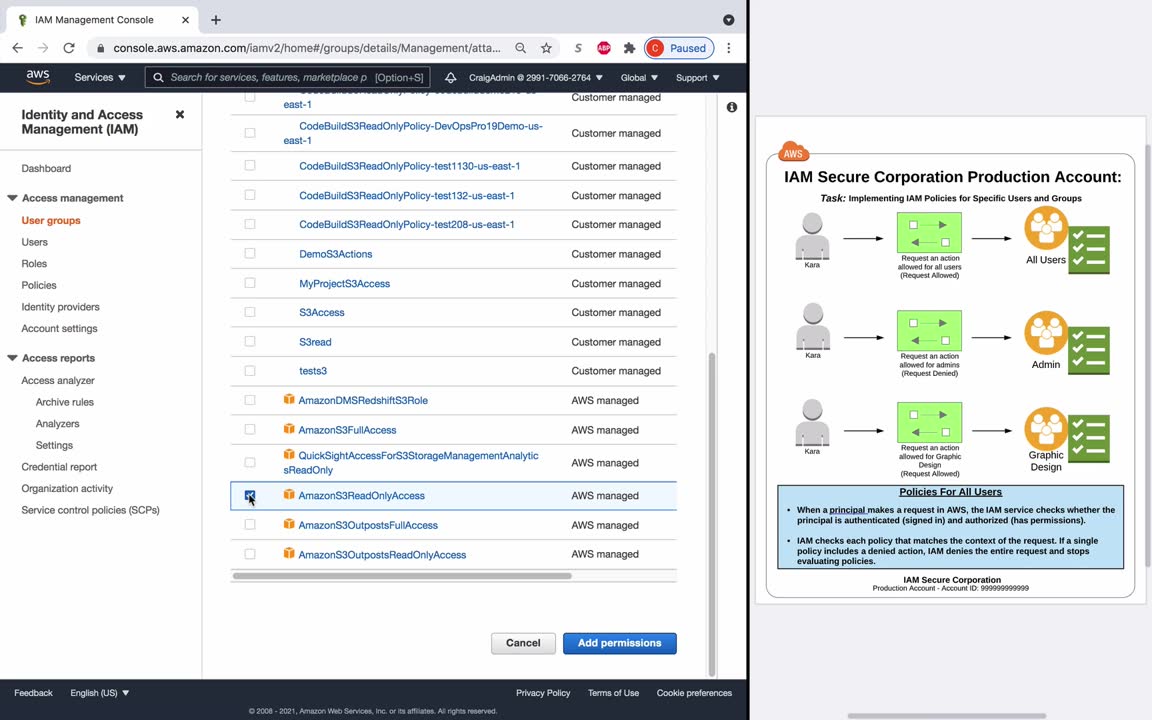 IAM Management Console
console.aws.amazon.com/iamv2/home#/groups/details/Management/atta...
S
ABP
C Paused
aws
Services
Search for services, features, marketplace p [Option+S]
CraigAdmin @ 2991-7066-2764
Global
Support
Identity and Access
Management (IAM)
Dashboard
Access management
User groups
Users
Roles
Policies
Identity providers
Account settings
Access reports
Access analyzer
Archive rules
Analyzers
Settings
Credential report
Organization activity
Service control policies (SCPs)
east-1
Customer managed
CodeBuildS3ReadOnlyPolicy-DevOpsPro19Demo-us-
east-1
Customer managed
CodeBuildS3ReadOnlyPolicy-test1130-us-east-1
Customer managed
CodeBuildS3ReadOnlyPolicy-test132-us-east-1
Customer managed
CodeBuildS3ReadOnlyPolicy-test208-us-east-1
Customer managed
DemoS3Actions
Customer managed
MyProjectS3Access
Customer managed
S3Access
Customer managed
S3read
Customer managed
tests3
Customer managed
AmazonDMSRedshiftS3Role
AWS managed
AmazonS3FullAccess
AWS managed
QuickSightAccessForS3StorageManagementAnalytic
sReadOnly
AWS managed
AmazonS3ReadOnlyAccess
AWS managed
AmazonS3OutpostsFullAccess
AWS managed
AmazonS3OutpostsReadOnlyAccess
AWS managed
Cancel
Add permissions
Feedback
English (US)
Privacy Policy
Terms of Use
Cookie preferences
© 2008 - 2021, Amazon Web Services, Inc. or its affiliates. All rights reserved.
AWS
IAM Secure Corporation Production Account:
Task: Implementing IAM Policies for Specific Users and Groups
Kara
Request an action
allowed for all users
(Request Allowed)
All Users
Kara
Request an action
allowed for admins
(Request Denied)
Admin
Kara
Request an action
allowed for Graphic
Design
(Request Allowed)
Graphic
Design
Policies For All Users
• When a principal makes a request in AWS, the IAM service checks whether the
principal is authenticated (signed in) and authorized (has permissions).
• IAM checks each policy that matches the context of the request. If a single
policy includes a denied action, IAM denies the entire request and stops
evaluating policies.
IAM Secure Corporation
Production Account - Account ID: 999999999999